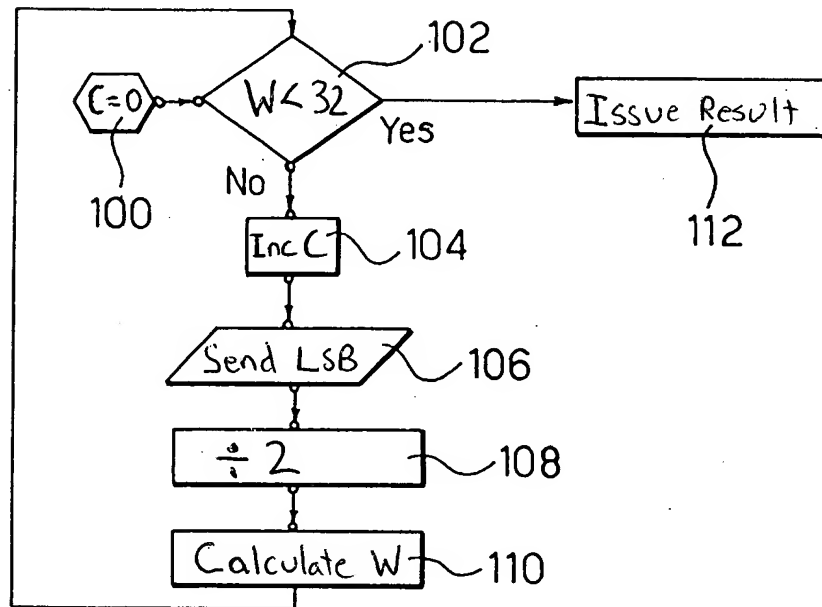 102
C=0
W<32
Yes
Issue Result
100
No
112
Inc C
104
Send LSB
106
÷ 2
108
Calculate W
110